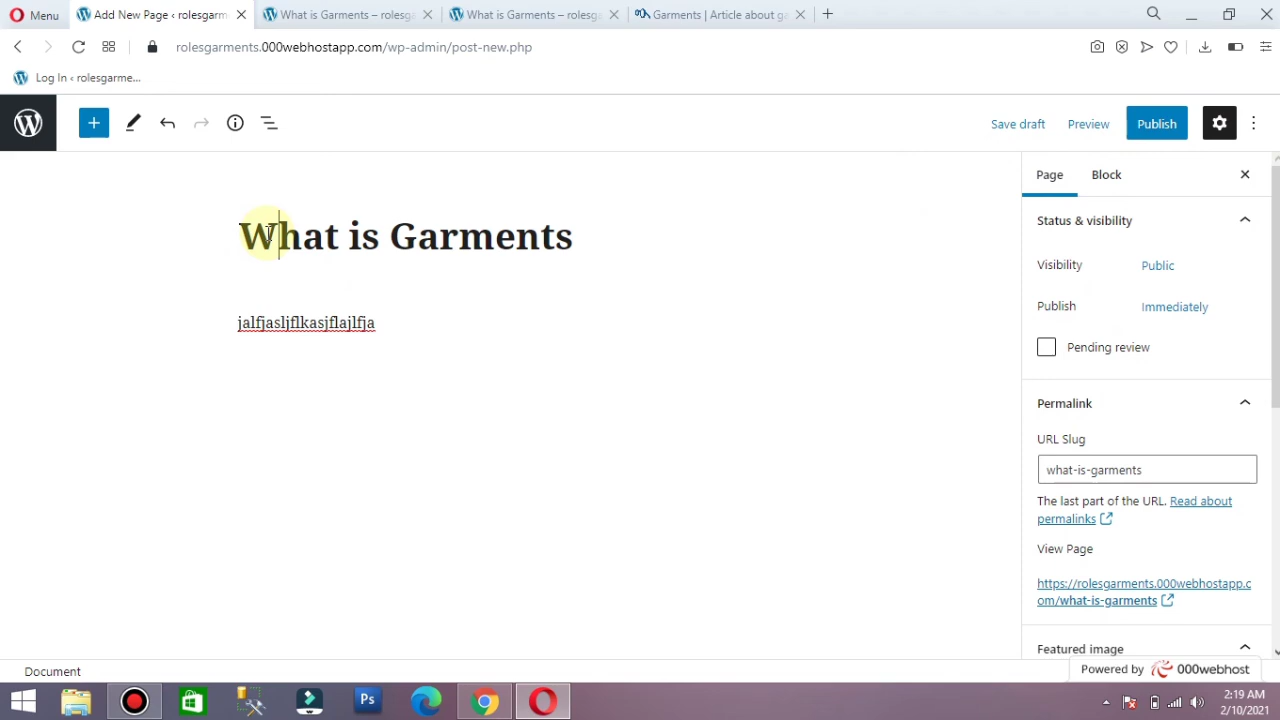 Menu
Add New Page ‹ rolesgarm
What is Garments – rolesg
What is Garments – rolesg
Garments | Article about ga
rolesgarments.000webhostapp.com/wp-admin/post-new.php
Log In ‹ rolesgarme...
Save draft
Preview
Publish
What is Garments
jalfjasljflkasjflajlfja
Page
Block
Status & visibility
Visibility
Public
Publish
Immediately
Pending review
Permalink
URL Slug
what-is-garments
The last part of the URL. Read about
permalinks
View Page
https://rolesgarments.000webhostapp.c
om/what-is-garments
Featured image
Document
Powered by 000webhost
Ps
2:19 AM
2/10/2021